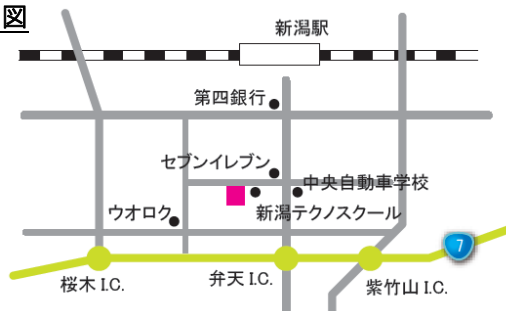 図
新潟駅
第四銀行
セブンイレブン
中央自動車学校
ウオロク
新潟テクノスクール
7
桜木 I.C.
弁天 I.C.
紫竹山 I.C.